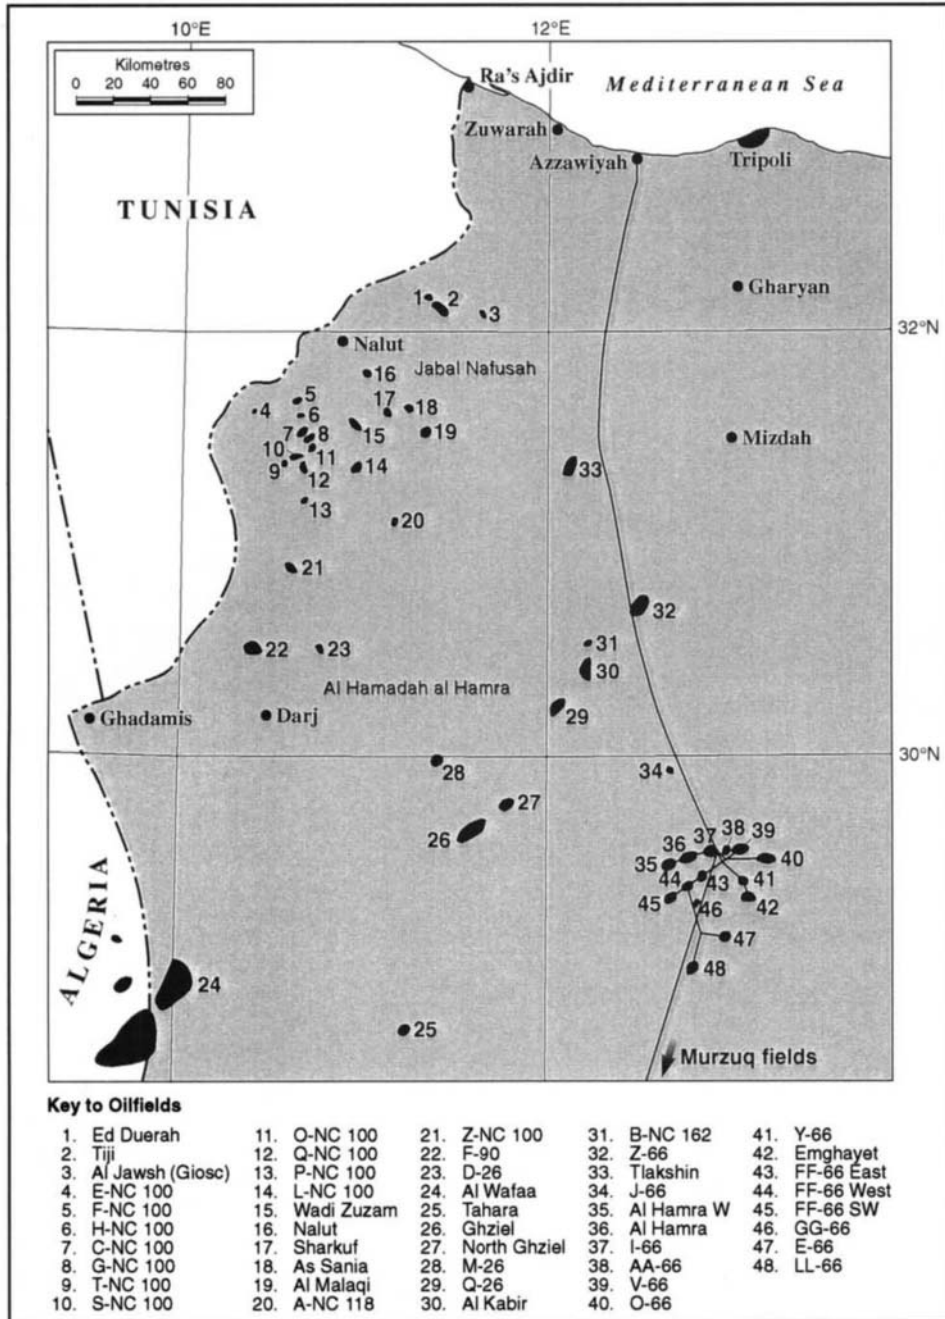 10°E 12°E
Kilometres
0 20 40 60 80
Ra's Ajdir
Mediterranean Sea
Zuwarah
Azzawiyah
Tripoli
TUNISIA
Gharyan
1 2 3
32°N
Nalut
Jabal Nafusah
16
4 5 6 17 18
7 8 15 19
Mizdah
10 11
9 12 14 33
13
20
21
32
31
22 23 30
Al Hamadah al Hamra
29
Ghadamis
Darj
30°N
28
34
27
26
37 38 39
36 40
35
44 43 41
45 46 42
47
48
ALGERIA
24
25
Murzuq fields
Key to Oilfields
1. Ed Duerah
2. Tiji
3. Al Jawsh (Giosc)
4. E-NC 100
5. F-NC 100
6. H-NC 100
7. C-NC 100
8. G-NC 100
9. T-NC 100
10. S-NC 100
11. O-NC 100
12. Q-NC 100
13. P-NC 100
14. L-NC 100
15. Wadi Zuzam
16. Nalut
17. Sharkuf
18. As Sania
19. Al Malaqi
20. A-NC 118
21. Z-NC 100
22. F-90
23. D-26
24. Al Wafaa
25. Tahara
26. Ghziel
27. North Ghziel
28. M-26
29. Q-26
30. Al Kabir
31. B-NC 162
32. Z-66
33. Tlakshin
34. J-66
35. Al Hamra W
36. Al Hamra
37. I-66
38. AA-66
39. V-66
40. O-66
41. Y-66
42. Emghayet
43. FF-66 East
44. FF-66 West
45. FF-66 SW
46. GG-66
47. E-66
48. LL-66